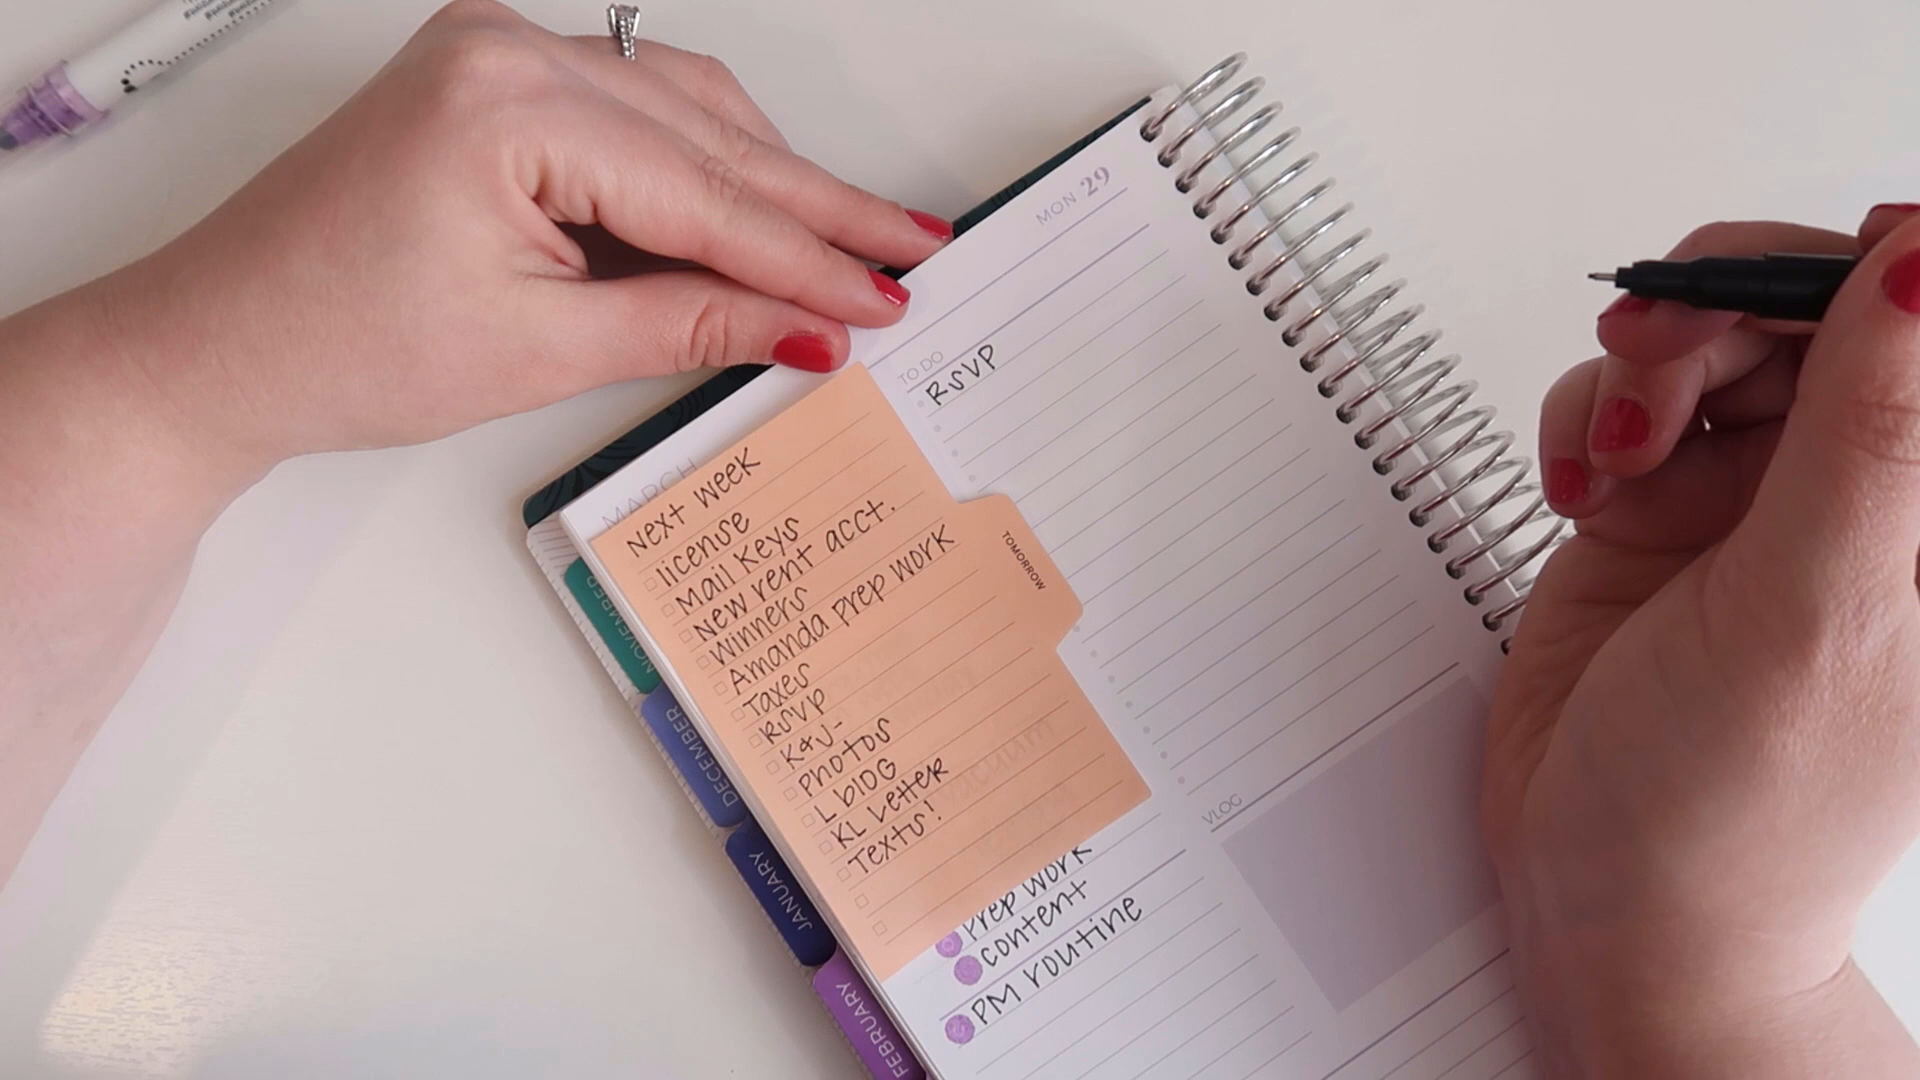 MON 29
TO DO
RSVP
MARCH
Next week
license
Mail Keys
New rent acct.
Winners
Amanda prep work
Taxes
RSVP
K&J-
Photos
L blog
KL Letter
Texts!
TOMORROW
VLOG
prep work
content
PM routine
NOVEMBER
DECEMBER
JANUARY
FEBRUARY